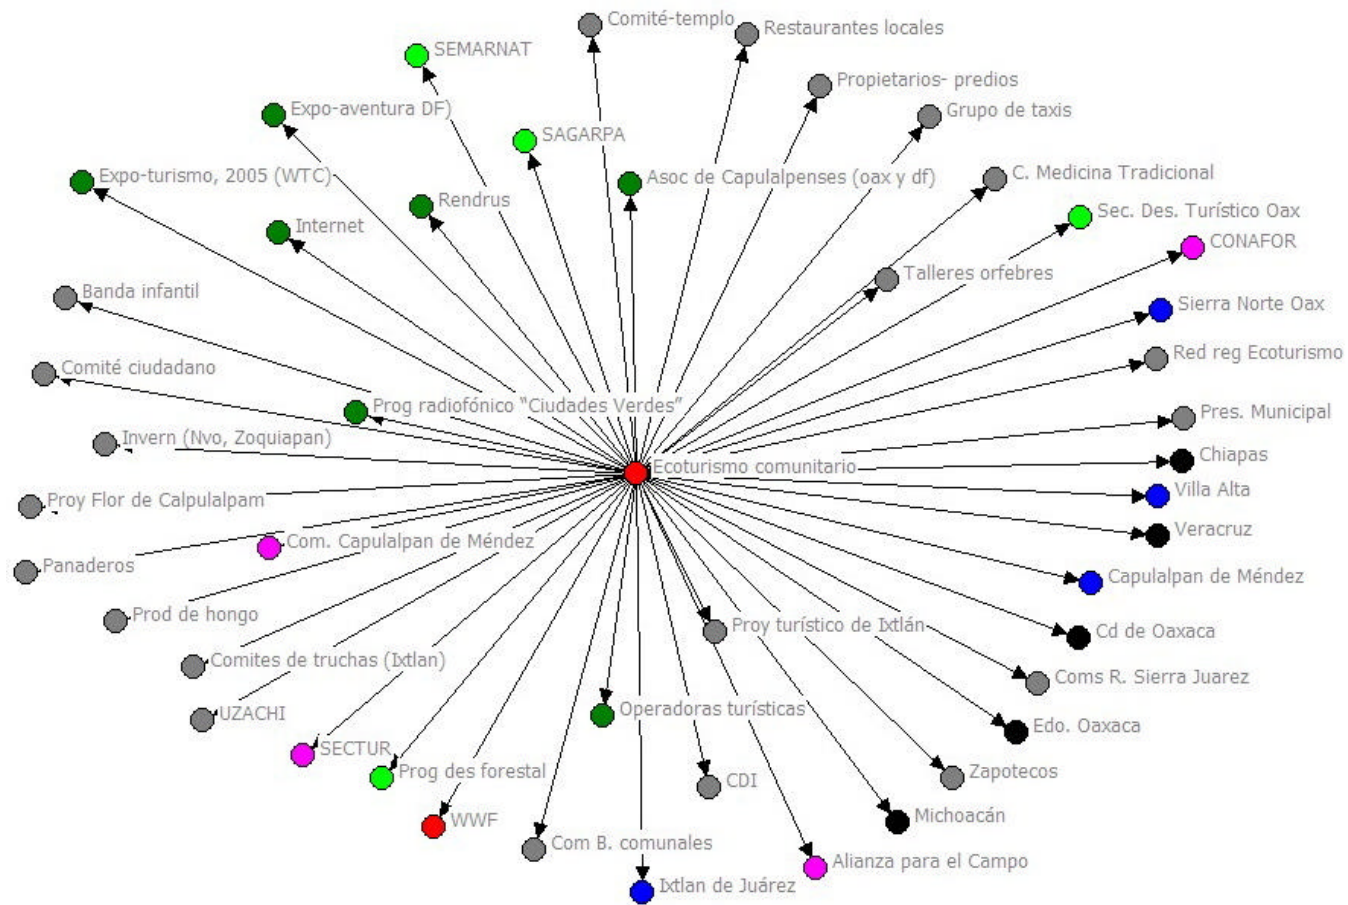 Comité-templo
Restaurantes locales
SEMARNAT
Propietarios- predios
Expo-aventura DF)
Grupo de taxis
SAGARPA
Expo-turismo, 2005 (WTC)
Asoc de Capulalpenses (oax y df)
C. Medicina Tradicional
Rendrus
Sec. Des. Turístico Oax
Internet
CONAFOR
Talleres orfebres
Banda infantil
Sierra Norte Oax
Red reg Ecoturismo
Comité ciudadano
Prog radiofónico “Ciudades Verdes”
Pres. Municipal
Invern (Nvo, Zoquiapan)
Chiapas
Ecoturismo comunitario
Villa Alta
Proy Flor de Calpulalpam
Veracruz
Com. Capulalpan de Méndez
Panaderos
Capulalpan de Méndez
Prod de hongo
Proy turístico de Ixtlán
Cd de Oaxaca
Comites de truchas (Ixtlan)
Coms R. Sierra Juarez
UZACHI
Operadoras turísticas
Edo. Oaxaca
SECTUR
Prog des forestal
Zapotecos
CDI
WWF
Michoacán
Com B. comunales
Alianza para el Campo
Ixtlan de Juárez